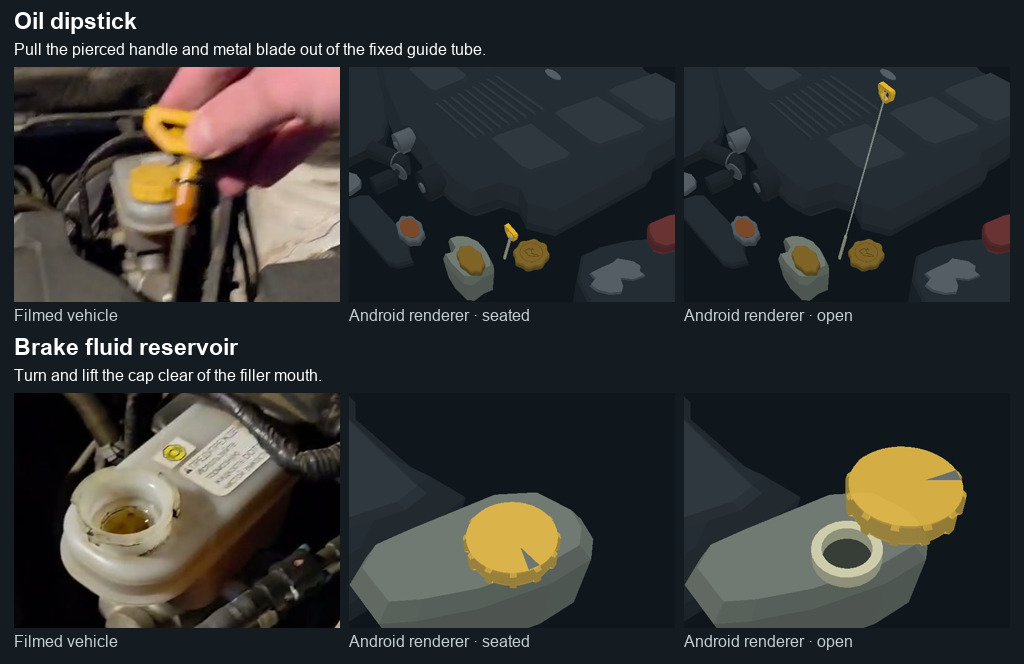 Oil dipstick
Pull the pierced handle and metal blade out of the fixed guide tube.
Filmed vehicle
Android renderer · seated
Android renderer · open
Brake fluid reservoir
Turn and lift the cap clear of the filler mouth.
Filmed vehicle
Android renderer · seated
Android renderer · open